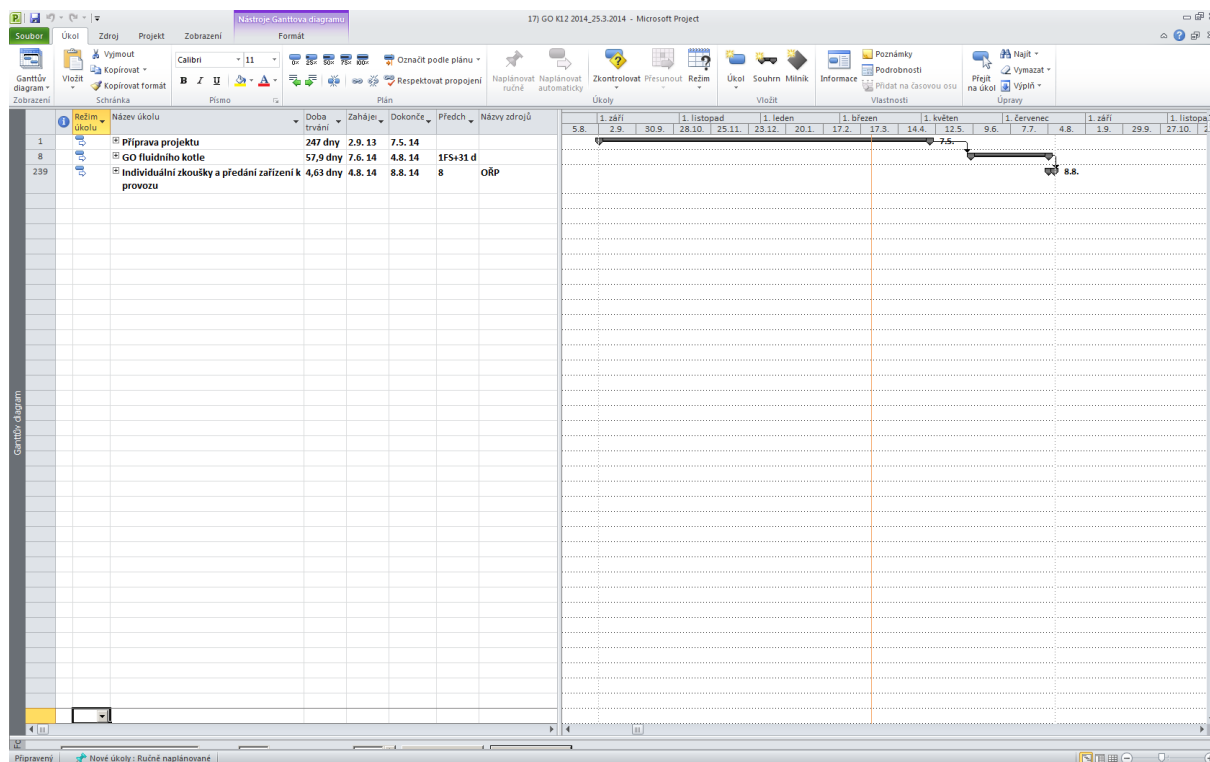 Nástroje Ganttova diagramu
17) GO K12 2014_25.3.2014 - Microsoft Project
Soubor Úkol Zdroj Projekt Zobrazení Formát
Ganttův diagram
Zobrazení
Vložit
Vyjmout
Kopírovat
Kopírovat formát
Schránka
Calibri 11
B I U A
Písmo
0× 25× 50× 75× 100×
Označit podle plánu
Respektovat propojení
Plán
Naplánovat ručně
Naplánovat automaticky
Zkontrolovat
Přesunout
Režim
Úkoly
Úkol
Souhrn
Milník
Vložit
Informace
Poznámky
Podrobnosti
Přidat na časovou osu
Vlastnosti
Přejít na úkol
Najít
Vymazat
Výplň
Úpravy
Režim úkolu Název úkolu Doba trvání Zahájení Dokonče Předch Názvy zdrojů
1. září 1. listopad 1. leden 1. březen 1. květen 1. červenec 1. září 1. listopa
5.8. 2.9. 30.9. 28.10. 25.11. 23.12. 20.1. 17.2. 17.3. 14.4. 12.5. 9.6. 7.7. 4.8. 1.9. 29.9. 27.10.
1 Příprava projektu 247 dny 2.9. 13 7.5. 14 7.5.
8 GO fluidního kotle 57,9 dny 7.6. 14 4.8. 14 1FS+31 d
239 Individuální zkoušky a předání zařízení k provozu 4,63 dny 4.8. 14 8.8. 14 8 OŘP 8.8.
Ganttův diagram
Připravený Nové úkoly : Ručně naplánované